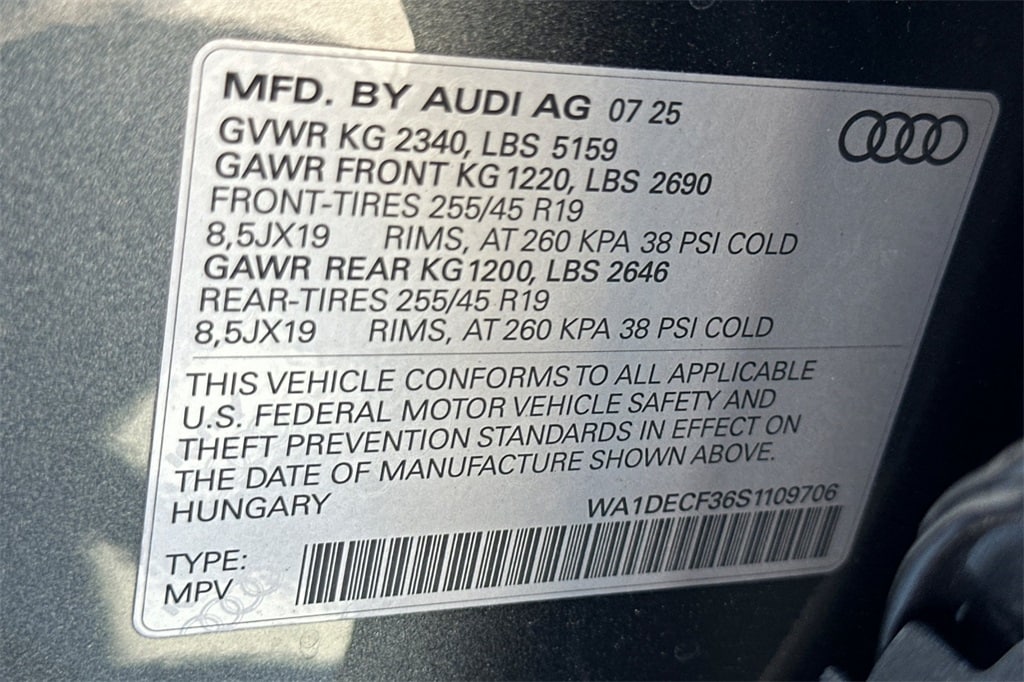 MFD. BY AUDI AG 07 25
GVWR KG 2340, LBS 5159
GAWR FRONT KG 1220, LBS 2690
FRONT-TIRES 255/45 R19
8,5JX19 RIMS, AT 260 KPA 38 PSI COLD
GAWR REAR KG 1200, LBS 2646
REAR-TIRES 255/45 R19
8,5JX19 RIMS, AT 260 KPA 38 PSI COLD
THIS VEHICLE CONFORMS TO ALL APPLICABLE
U.S. FEDERAL MOTOR VEHICLE SAFETY AND
THEFT PREVENTION STANDARDS IN EFFECT ON
THE DATE OF MANUFACTURE SHOWN ABOVE.
HUNGARY WA1DECF36S1109706
TYPE:
MPV